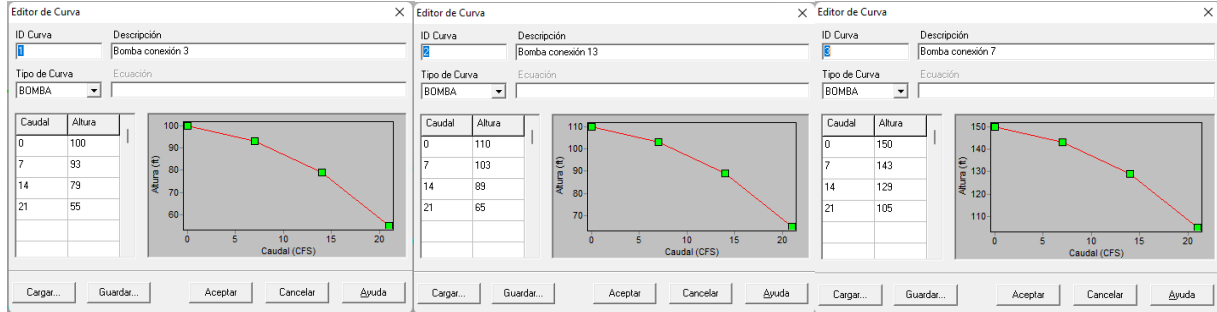 Editor de Curva
ID Curva Descripción
1 Bomba conexión 3
Tipo de Curva Ecuación
BOMBA
Caudal Altura
0 100
7 93
14 79
21 55
100
90
80
70
60
Altura (ft)
0 5 10 15 20
Caudal (CFS)
Cargar... Guardar... Aceptar Cancelar Ayuda
Editor de Curva
ID Curva Descripción
2 Bomba conexión 13
Tipo de Curva Ecuación
BOMBA
Caudal Altura
0 110
7 103
14 89
21 65
110
100
90
80
70
Altura (ft)
0 5 10 15 20
Caudal (CFS)
Cargar... Guardar... Aceptar Cancelar Ayuda
Editor de Curva
ID Curva Descripción
3 Bomba conexión 7
Tipo de Curva Ecuación
BOMBA
Caudal Altura
0 150
7 143
14 129
21 105
150
140
130
120
110
Altura (ft)
0 5 10 15 20
Caudal (CFS)
Cargar... Guardar... Aceptar Cancelar Ayuda